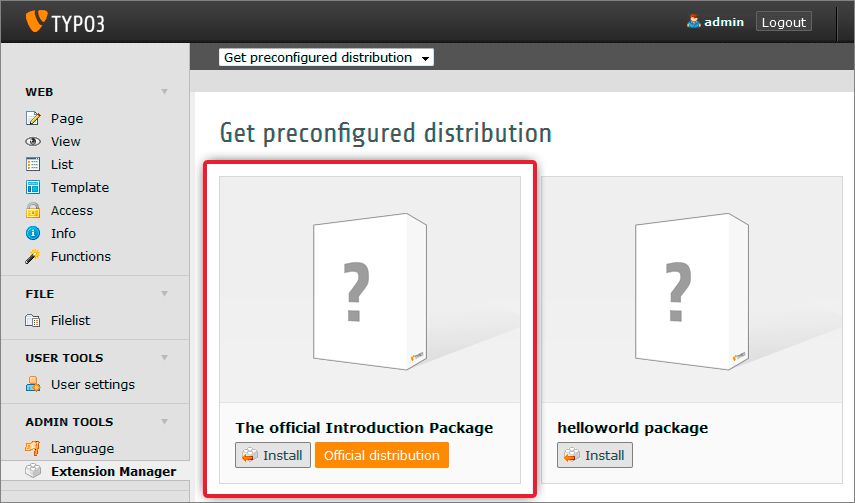 TYPO3
admin Logout
Get preconfigured distribution
WEB
Page
View
List
Template
Access
Info
Functions
FILE
Filelist
USER TOOLS
User settings
ADMIN TOOLS
Language
Extension Manager
Get preconfigured distribution
?
The official Introduction Package
Install Official distribution
?
helloworld package
Install